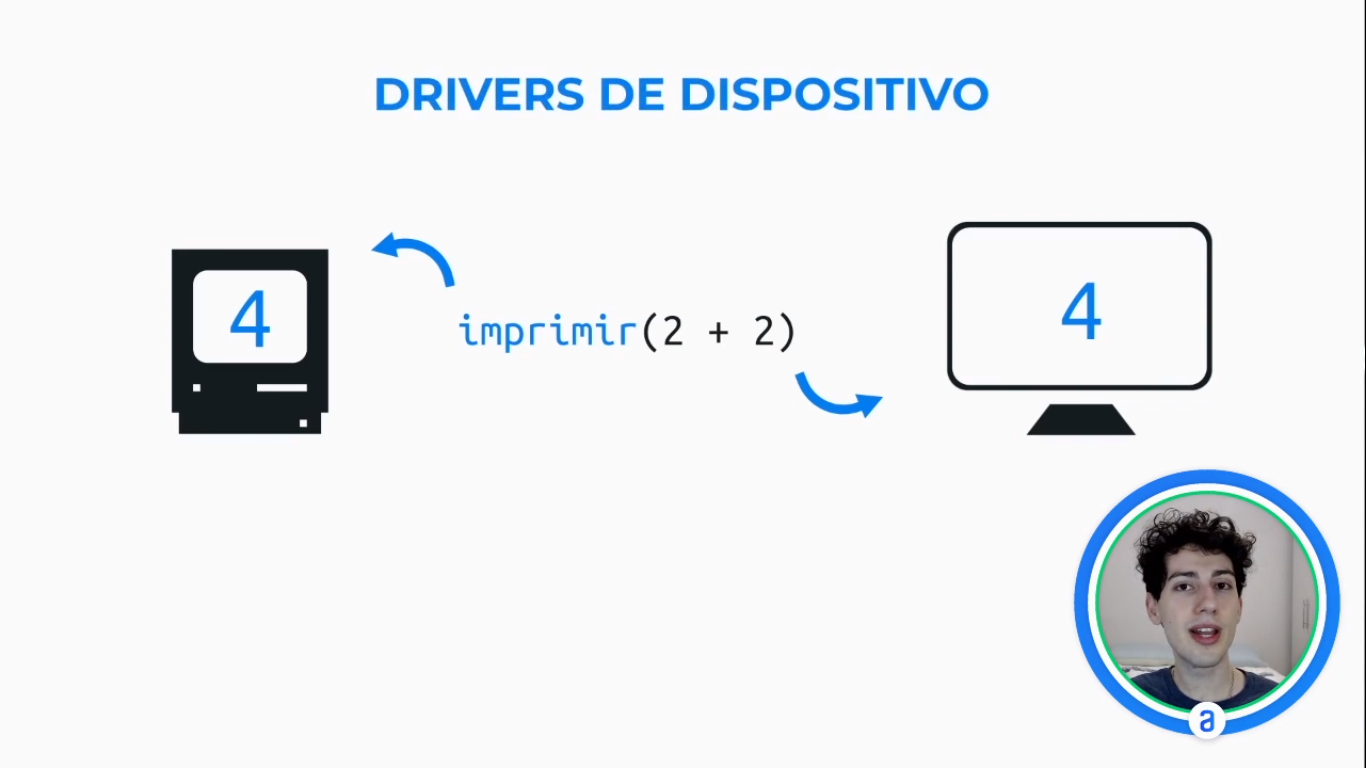 DRIVERS DE DISPOSITIVO
4
imprimir(2 + 2)
4
a